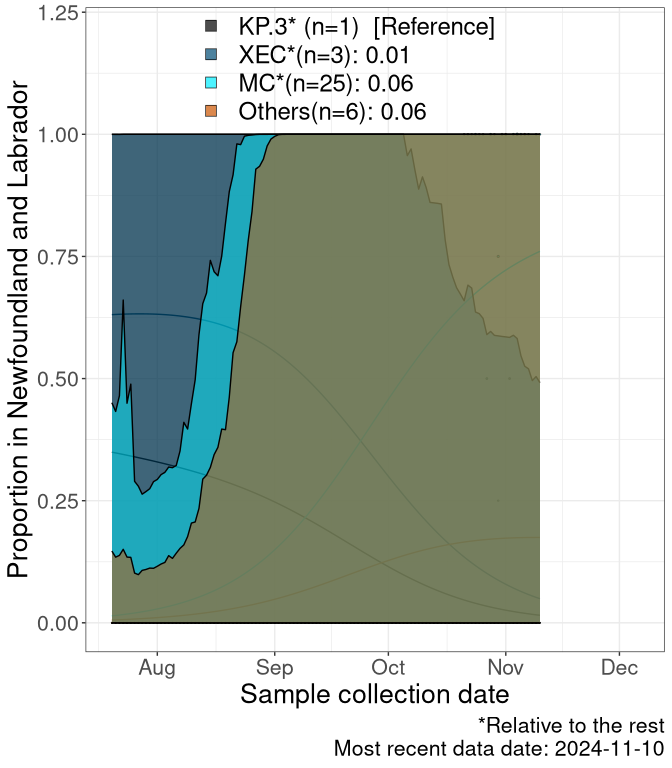 KP.3* (n=1) [Reference]
XEC*(n=3): 0.01
MC*(n=25): 0.06
Others(n=6): 0.06
Proportion in Newfoundland and Labrador
1.25
1.00
0.75
0.50
0.25
0.00
Aug Sep Oct Nov Dec
Sample collection date
*Relative to the rest
Most recent data date: 2024-11-10